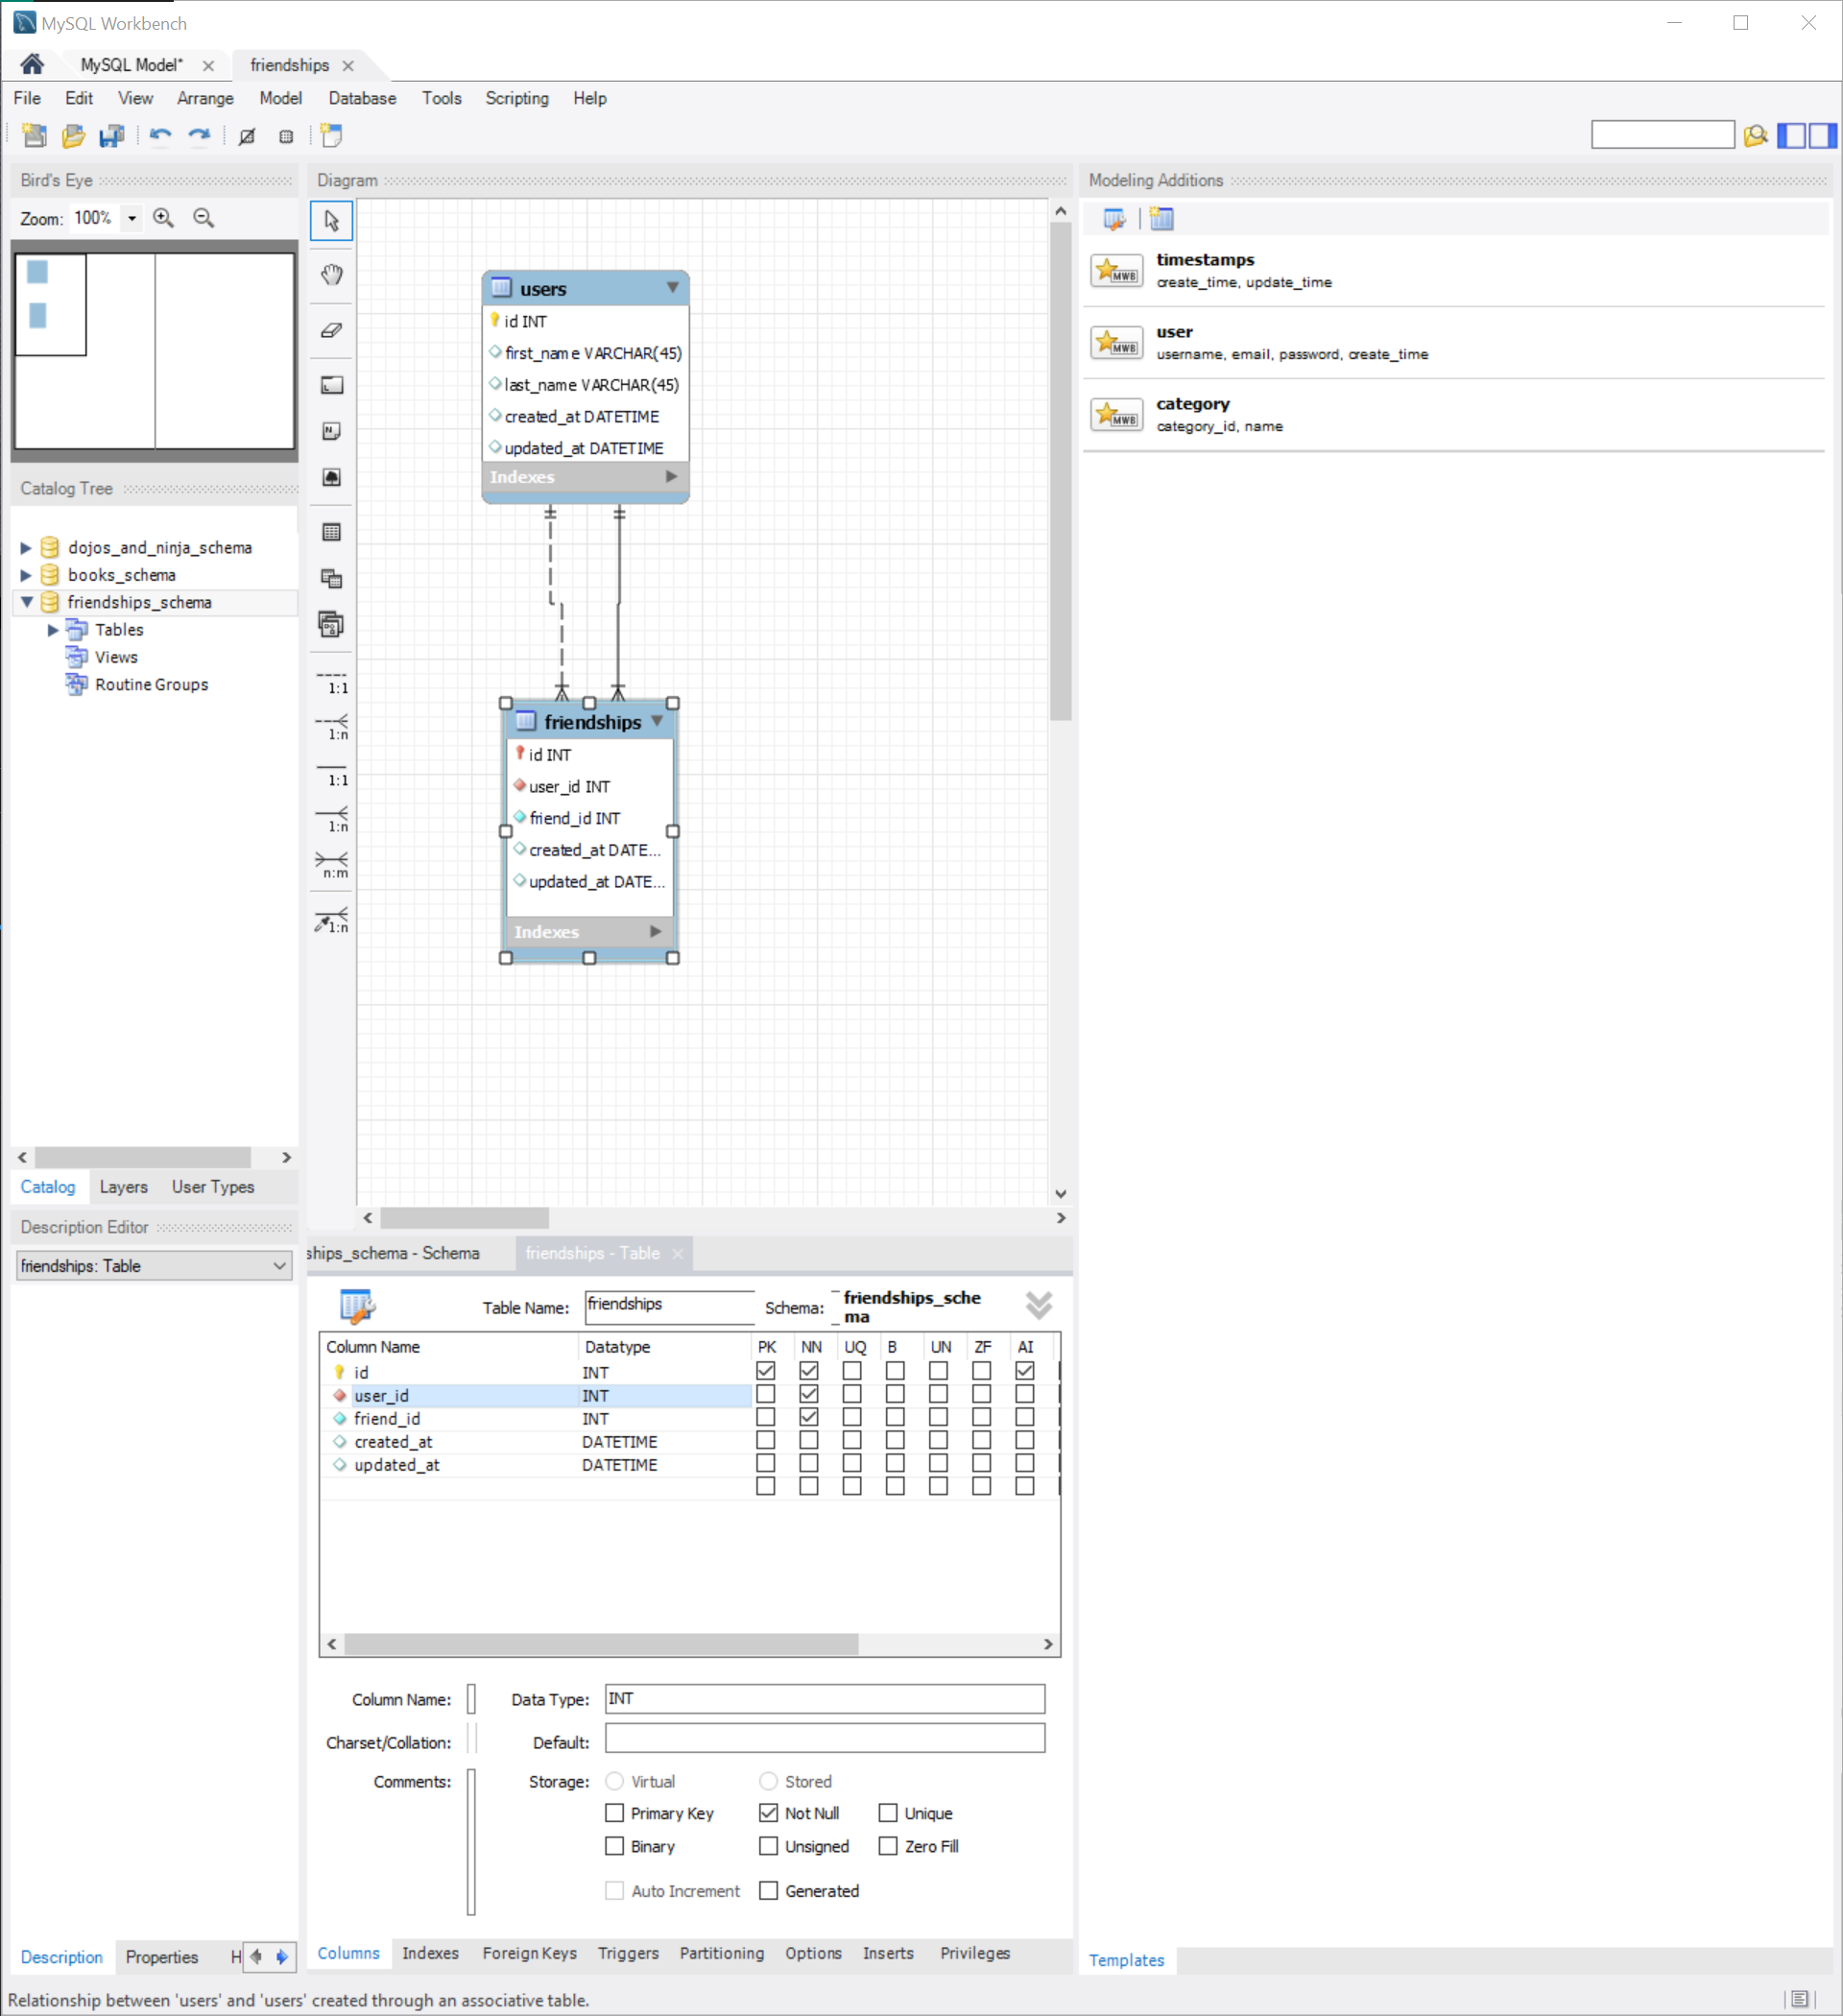 MySQL Workbench
MySQL Model*
friendships
File Edit View Arrange Model Database Tools Scripting Help
Bird's Eye
Zoom: 100%
Catalog Tree
dojos_and_ninja_schema
books_schema
friendships_schema
Tables
Views
Routine Groups
Catalog Layers User Types
Description Editor
friendships: Table
Description Properties H
Diagram
1:1
1:n
1:1
1:n
n:m
1:n
users
id INT
first_name VARCHAR(45)
last_name VARCHAR(45)
created_at DATETIME
updated_at DATETIME
Indexes
friendships
id INT
user_id INT
friend_id INT
created_at DATE...
updated_at DATE...
Indexes
ships_schema - Schema
friendships - Table
Table Name: friendships
Schema: friendships_sche
ma
Column Name Datatype PK NN UQ B UN ZF AI
id INT
user_id INT
friend_id INT
created_at DATETIME
updated_at DATETIME
Column Name: Data Type: INT
Charset/Collation: Default:
Comments: Storage: Virtual Stored
Primary Key Not Null Unique
Binary Unsigned Zero Fill
Auto Increment Generated
Columns Indexes Foreign Keys Triggers Partitioning Options Inserts Privileges
Modeling Additions
MWB
timestamps
create_time, update_time
MWB
user
username, email, password, create_time
MWB
category
category_id, name
Templates
Relationship between 'users' and 'users' created through an associative table.